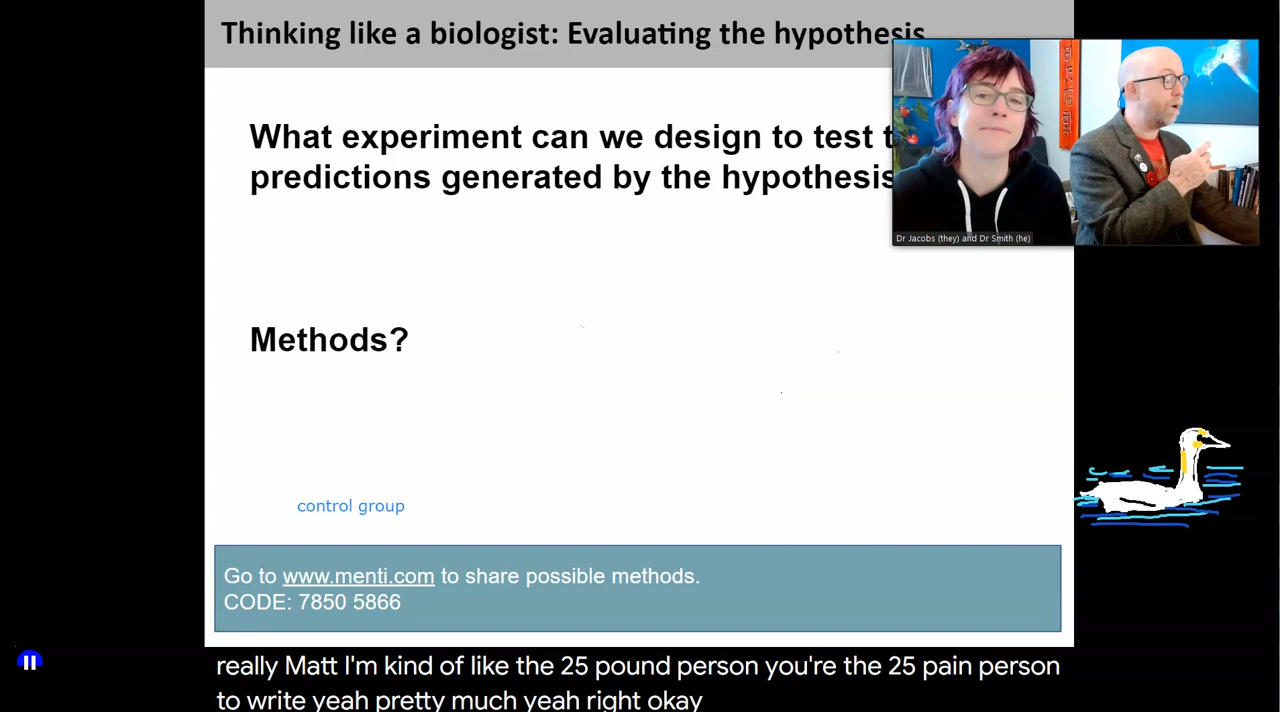 Thinking like a biologist: Evaluating the hypothesis
What experiment can we design to test
predictions generated by the hypothesis
Dr Jacobs (they) and Dr Smith (he)
Methods?
control group
Go to www.menti.com to share possible methods.
CODE: 7850 5866
really Matt I'm kind of like the 25 pound person you're the 25 pain person
to write yeah pretty much yeah right okay